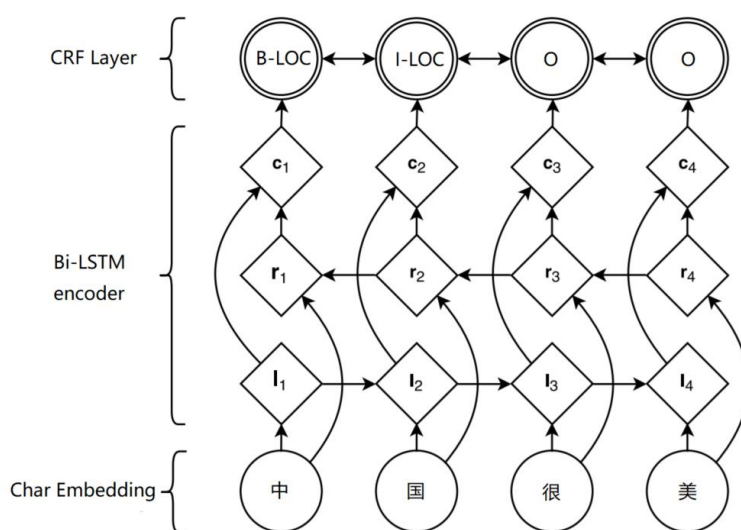 CRF Layer B-LOC I-LOC O O
c1 c2 c3 c4
Bi-LSTM
encoder
r1 r2 r3 r4
l1 l2 l3 l4
Char Embedding 中 国 很 美